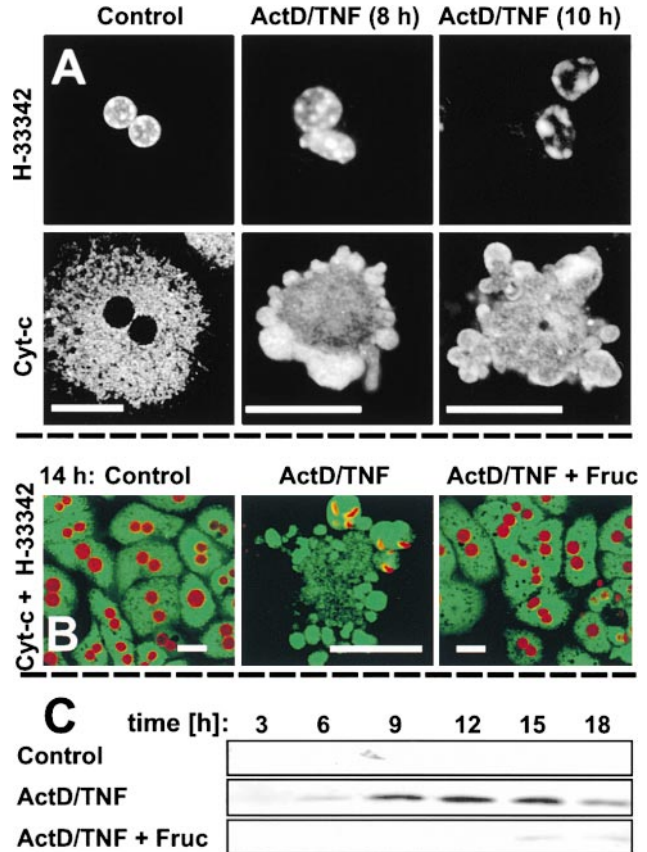 Control ActD/TNF (8 h) ActD/TNF (10 h)
A
H-33342
Cyt-c
14 h: Control ActD/TNF ActD/TNF + Fruc
Cyt-c + H-33342
B
C time [h]: 3 6 9 12 15 18
Control
ActD/TNF
ActD/TNF + Fruc